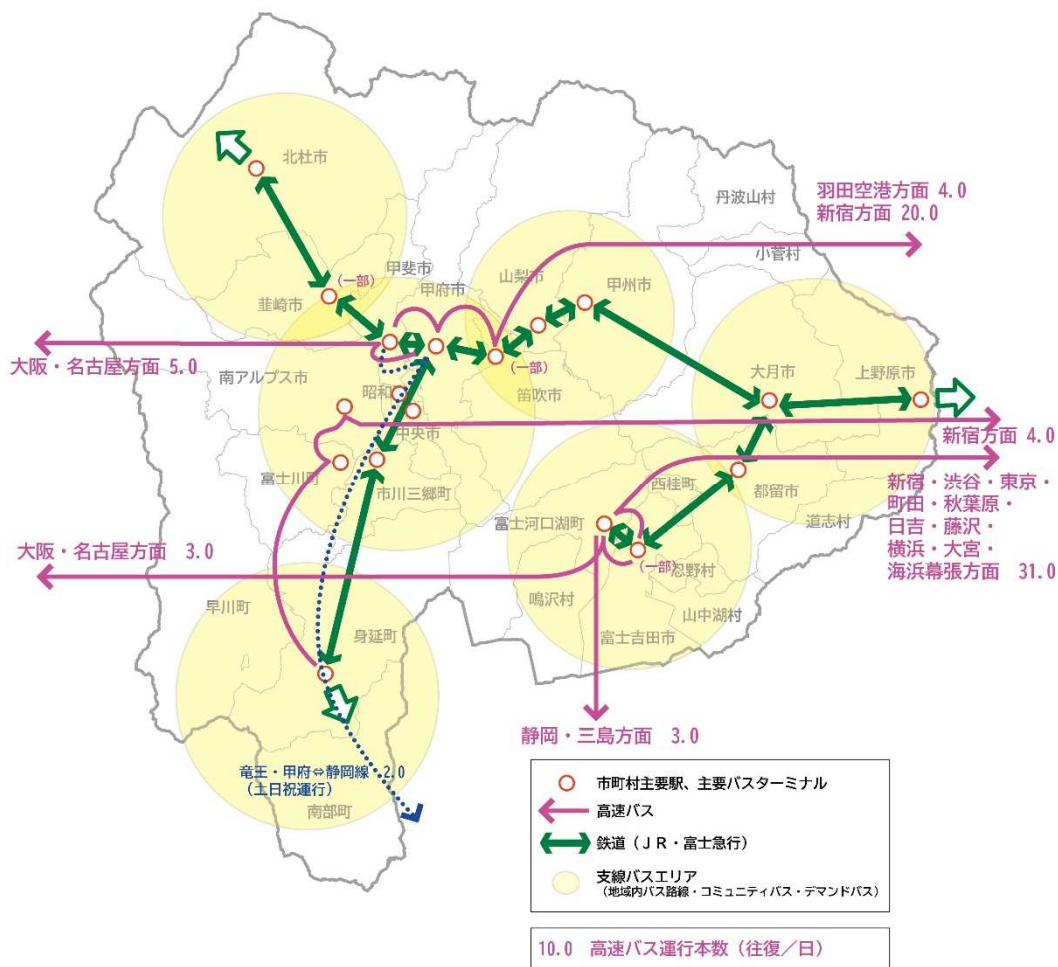 北杜市
丹波山村
羽田空港方面 4.0
新宿方面 20.0
小菅村
甲斐市
(一部)
甲府市
山梨市
甲州市
韮崎市
大阪・名古屋方面 5.0
南アルプス市
昭和町
(一部)
笛吹市
大月市
上野原市
中央市
新宿方面 4.0
富士川町
市川三郷町
西桂町
都留市
道志村
新宿・渋谷・東京・
町田・秋葉原・
日吉・藤沢・
横浜・大宮・
海浜幕張方面 31.0
富士河口湖町
大阪・名古屋方面 3.0
(一部)
忍野村
鳴沢村
山中湖村
富士吉田市
早川町
身延町
静岡・三島方面 3.0
竜王・甲府⇔静岡線 2.0
(土日祝運行)
南部町
市町村主要駅、主要バスターミナル
高速バス
鉄道(JR・富士急行)
支線バスエリア
(地域内バス路線・コミュニティバス・デマンドバス)
10.0 高速バス運行本数(往復/日)